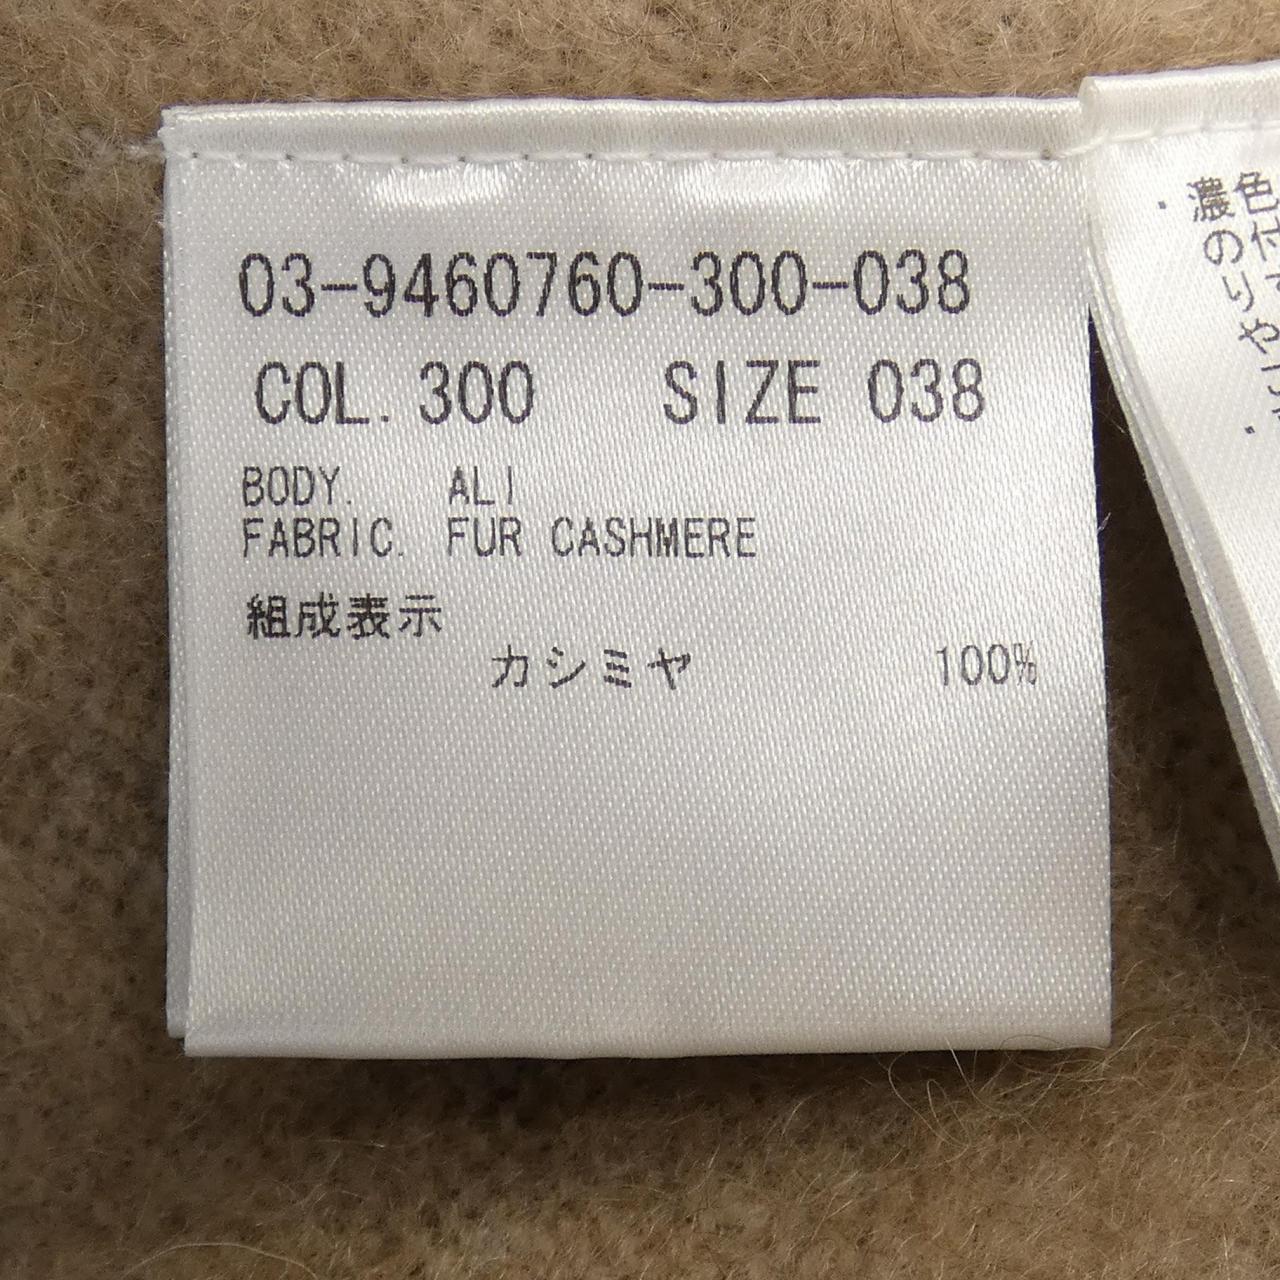 03-9460760-300-038
COL. 300 SIZE 038
BODY. ALI
FABRIC. FUR CASHMERE
組成表示
カシミヤ 100%
・濃色
の付
りや